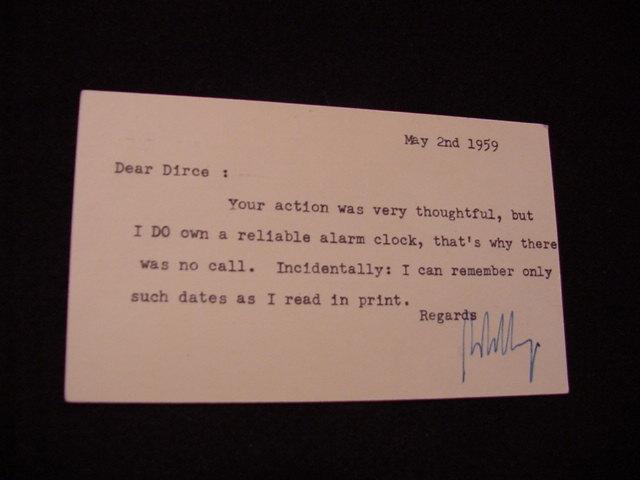 May 2nd 1959
Dear Dirce :
Your action was very thoughtful, but
I DO own a reliable alarm clock, that's why there
was no call. Incidentally: I can remember only
such dates as I read in print.
Regards